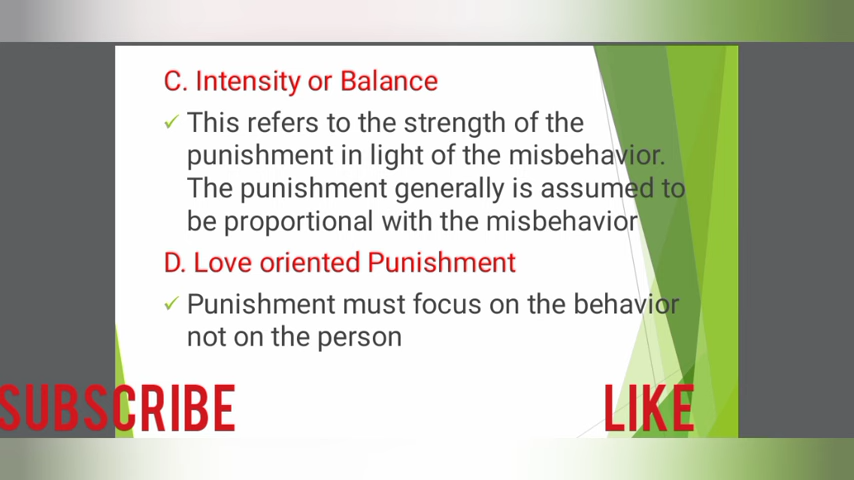 C. Intensity or Balance
✓ This refers to the strength of the
punishment in light of the misbehavior.
The punishment generally is assumed to
be proportional with the misbehavior
D. Love oriented Punishment
✓ Punishment must focus on the behavior
not on the person
SUBSCRIBE
LIKE